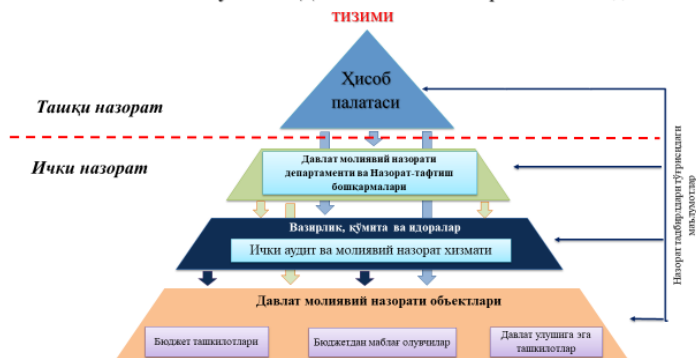 ТИЗИМИ
Ҳисоб
палатаси
Ташқи назорат
Ички назорат
Давлат молиявий назорати
департаменти ва Назорат-тафтиш
бошқармалари
Вазирлик, қўмита ва идоралар
Ички аудит ва молиявий назорат хизмати
Давлат молиявий назорати объектлари
Бюджет ташкилотлари
Бюджетдан маблағ олувчилар
Давлат улушига эга
ташкилотлар
Назорат тадбирлари тўғрисидаги
маълумотлар